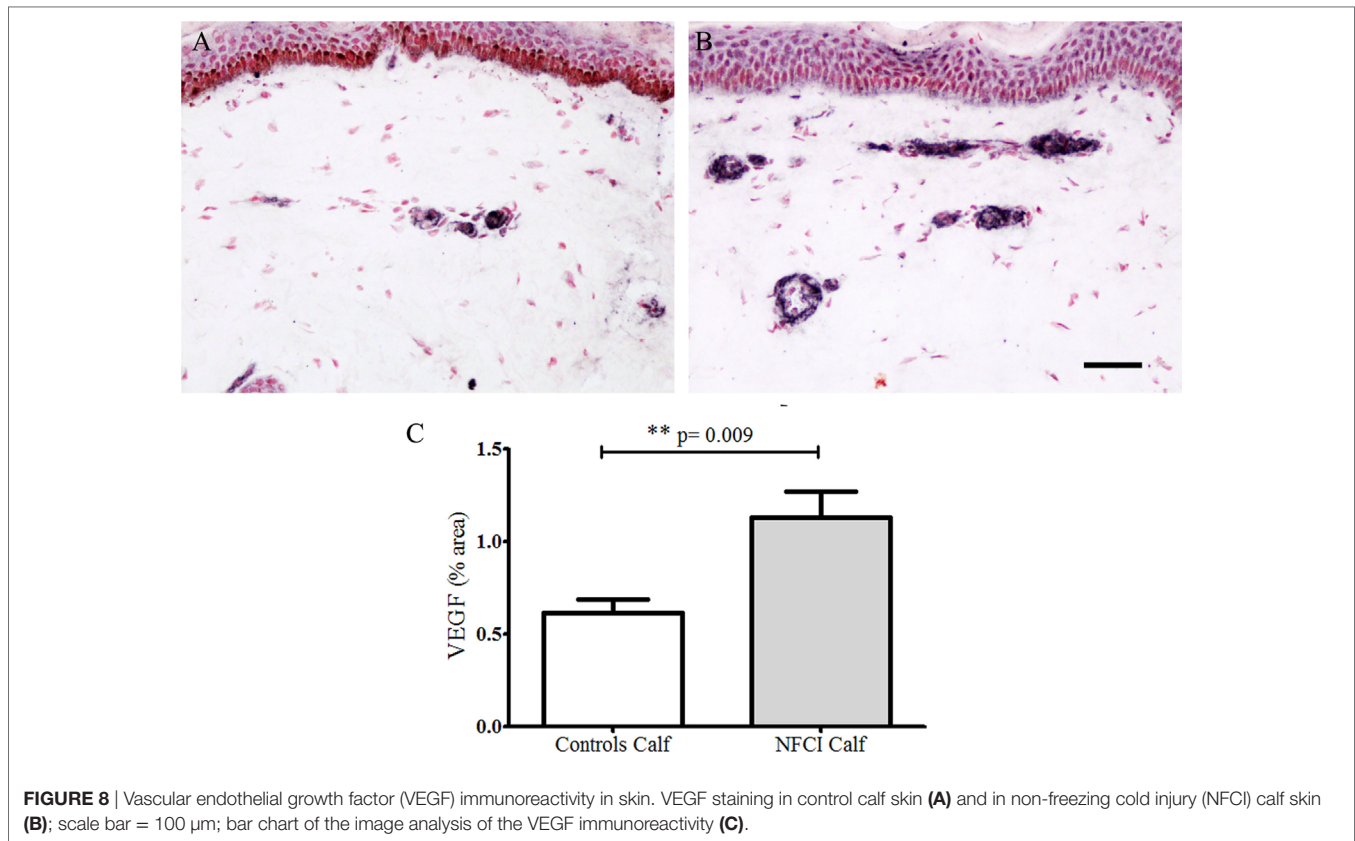 A
B
C
** p= 0.009
1.5
1.0
0.5
0.0
VEGF (% area)
Controls Calf
NFCI Calf
FIGURE 8 | Vascular endothelial growth factor (VEGF) immunoreactivity in skin. VEGF staining in control calf skin (A) and in non-freezing cold injury (NFCI) calf skin
(B); scale bar = 100 µm; bar chart of the image analysis of the VEGF immunoreactivity (C).